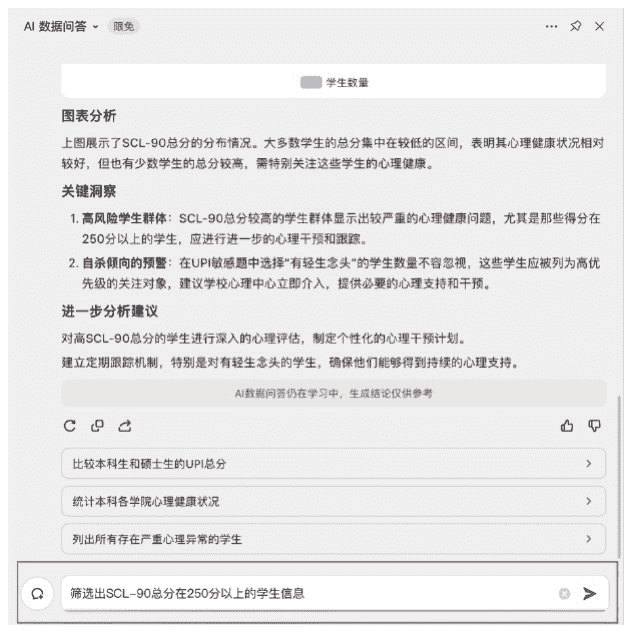 AI 数据问答 限免
学生数量
图表分析
上图展示了SCL-90总分的分布情况。大多数学生的总分集中在较低的区间，表明其心理健康状况相对
较好，但也有少数学生的总分较高，需特别关注这些学生的心理健康。
关键洞察
1. 高风险学生群体：SCL-90总分较高的学生群体显示出较严重的心理健康问题，尤其是那些得分在
250分以上的学生，应进行进一步的心理干预和跟踪。
2. 自杀倾向的预警：在UPI敏感题中选择“有轻生念头”的学生数量不容忽视，这些学生应被列为高优
先级的关注对象，建议学校心理中心立即介入，提供必要的心理支持和干预。
进一步分析建议
对高SCL-90总分的学生进行深入的心理评估，制定个性化的心理干预计划。
建立定期跟踪机制，特别是对有轻生念头的学生，确保他们能够得到持续的心理支持。
AI数据问答仍在学习中，生成结论仅供参考
比较本科生和硕士生的UPI总分
统计本科各学院心理健康状况
列出所有存在严重心理异常的学生
筛选出SCL-90总分在250分以上的学生信息